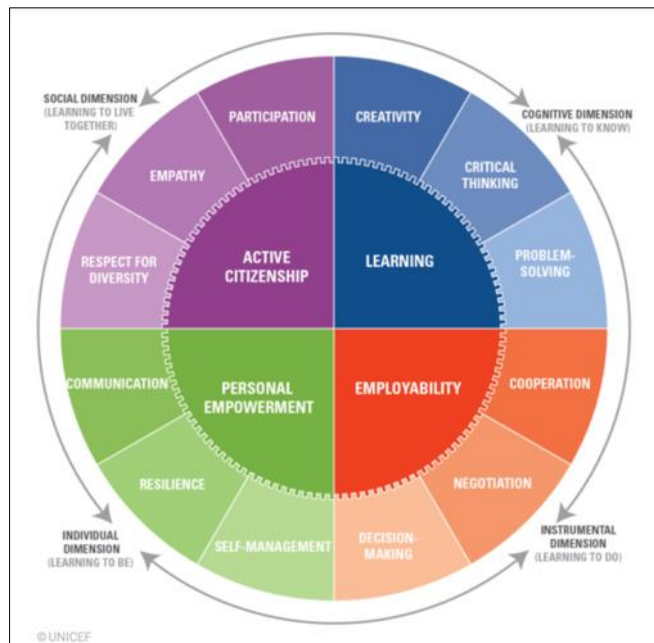 SOCIAL DIMENSION
(LEARNING TO LIVE
TOGETHER)
PARTICIPATION
CREATIVITY
COGNITIVE DIMENSION
(LEARNING TO KNOW)
EMPATHY
CRITICAL
THINKING
RESPECT FOR
DIVERSITY
ACTIVE
CITIZENSHIP
LEARNING
PROBLEM-
SOLVING
COMMUNICATION
PERSONAL
EMPOWERMENT
EMPLOYABILITY
COOPERATION
RESILIENCE
NEGOTIATION
INDIVIDUAL
DIMENSION
(LEARNING TO BE)
SELF-MANAGEMENT
DECISION-
MAKING
INSTRUMENTAL
DIMENSION
(LEARNING TO DO)
© UNICEF